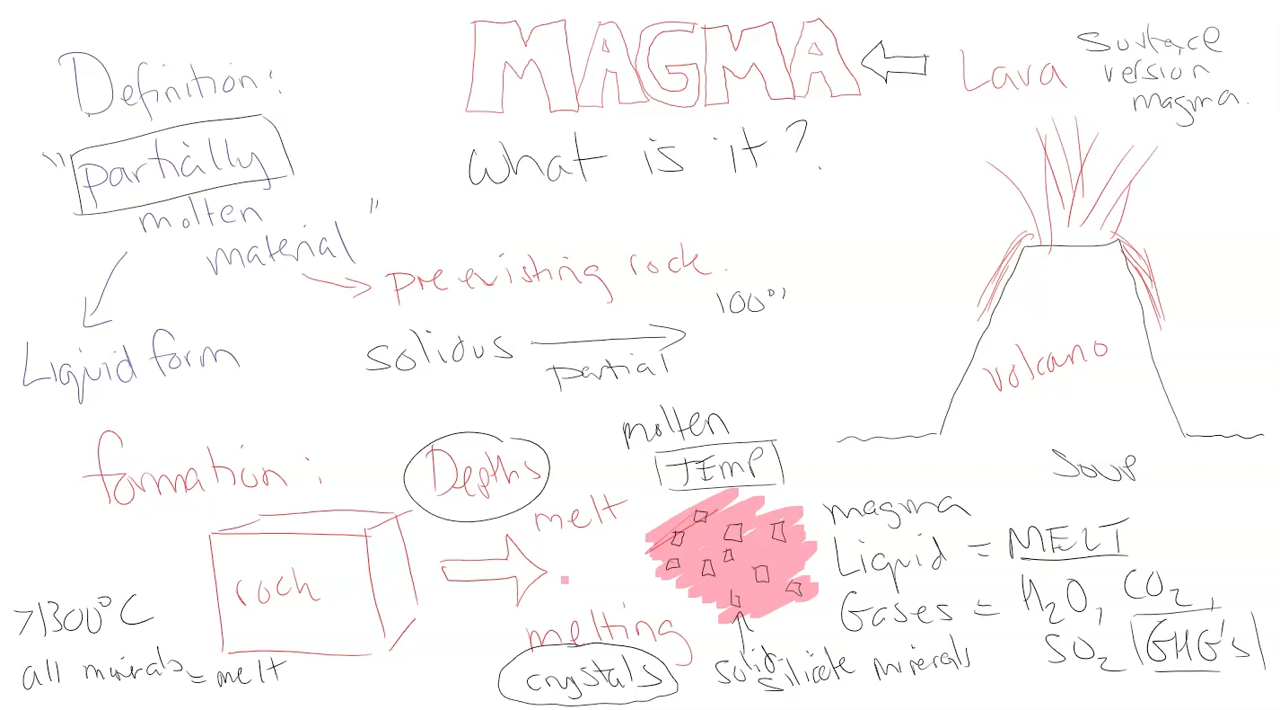 MAGMA
what is it?
Lava
surface
version
magma.
Definition:
"partially
molten
material"
preexisting rock.
Liquid form
solidus
partial
100%
volcano
formation:
Depths
molten
TEMP
melt
rock
melting
crystals
>1300°C
all minerals = melt
solid
silicate minerals
soup
magma
Liquid = MELT
Gases = H2O, CO2,
SO2 | GHG's |